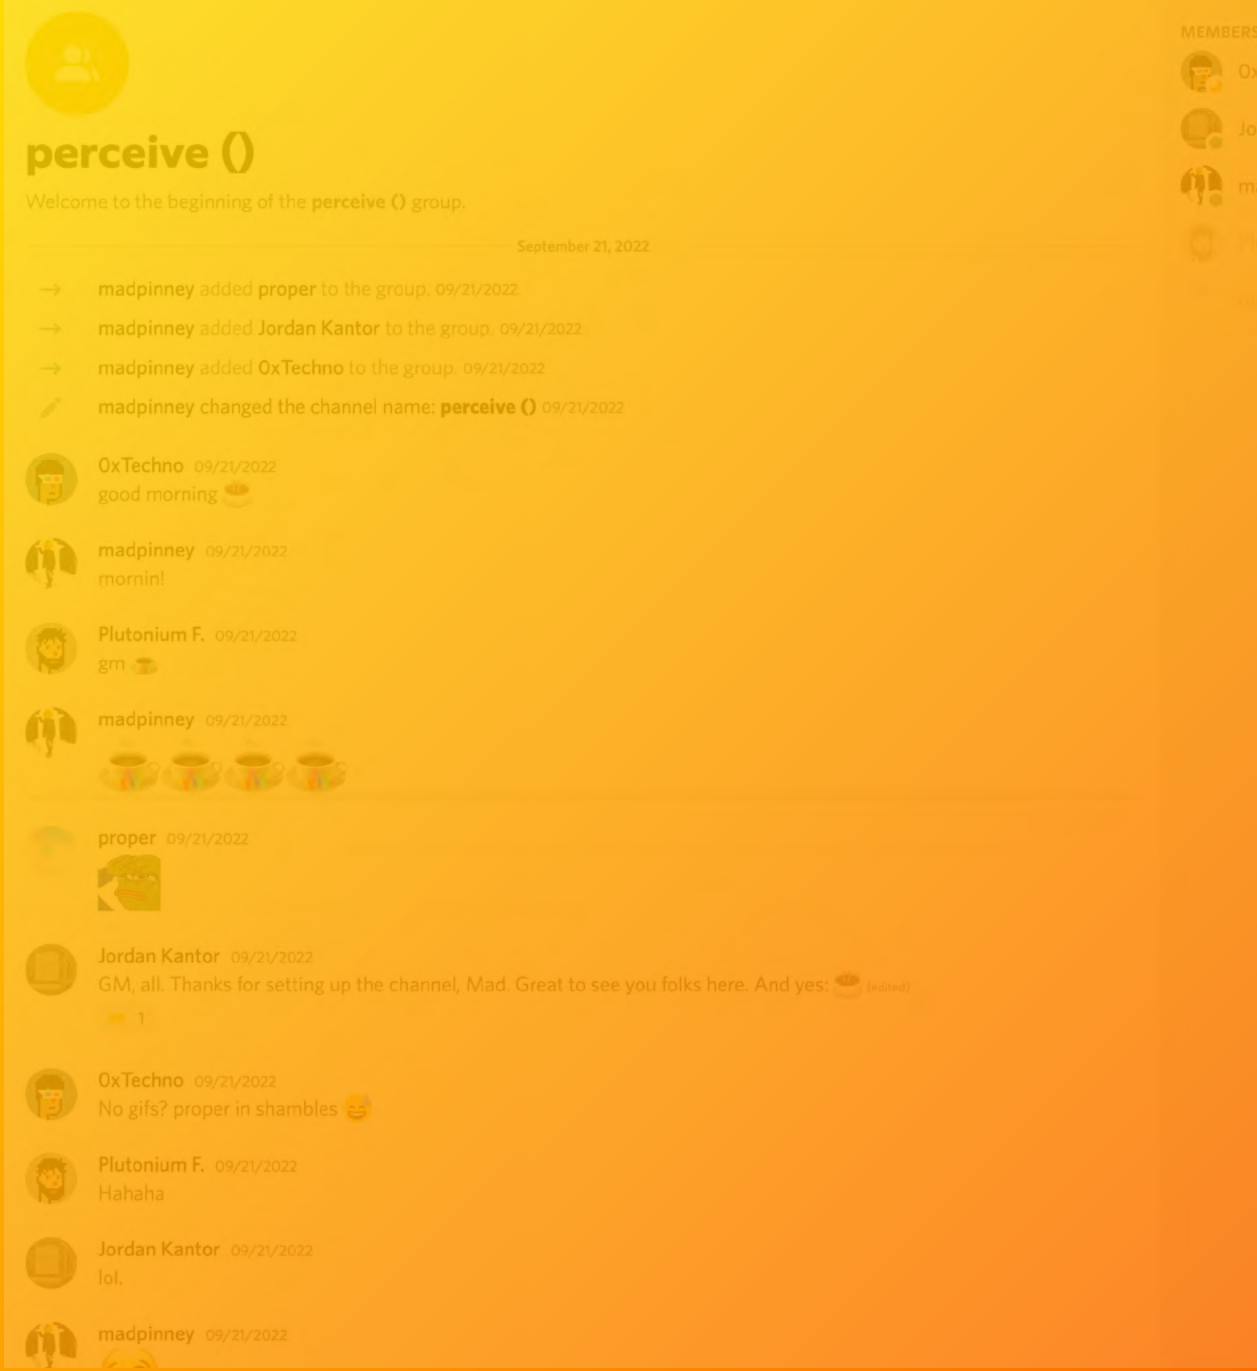 MEMBERS
perceive ()
Welcome to the beginning of the perceive () group.
September 21, 2022
madpinney added proper to the group. 09/21/2022
madpinney added Jordan Kantor to the group. 09/21/2022
madpinney added 0xTechno to the group. 09/21/2022
madpinney changed the channel name: perceive () 09/21/2022
0xTechno 09/21/2022
good morning ☕
madpinney 09/21/2022
mornin!
Plutonium F. 09/21/2022
gm ☕
madpinney 09/21/2022
proper 09/21/2022
Jordan Kantor 09/21/2022
GM, all. Thanks for setting up the channel, Mad. Great to see you folks here. And yes: ☕ (edited)
1
0xTechno 09/21/2022
No gifs? proper in shambles 😅
Plutonium F. 09/21/2022
Hahaha
Jordan Kantor 09/21/2022
lol.
madpinney 09/21/2022
0x
Jo
m